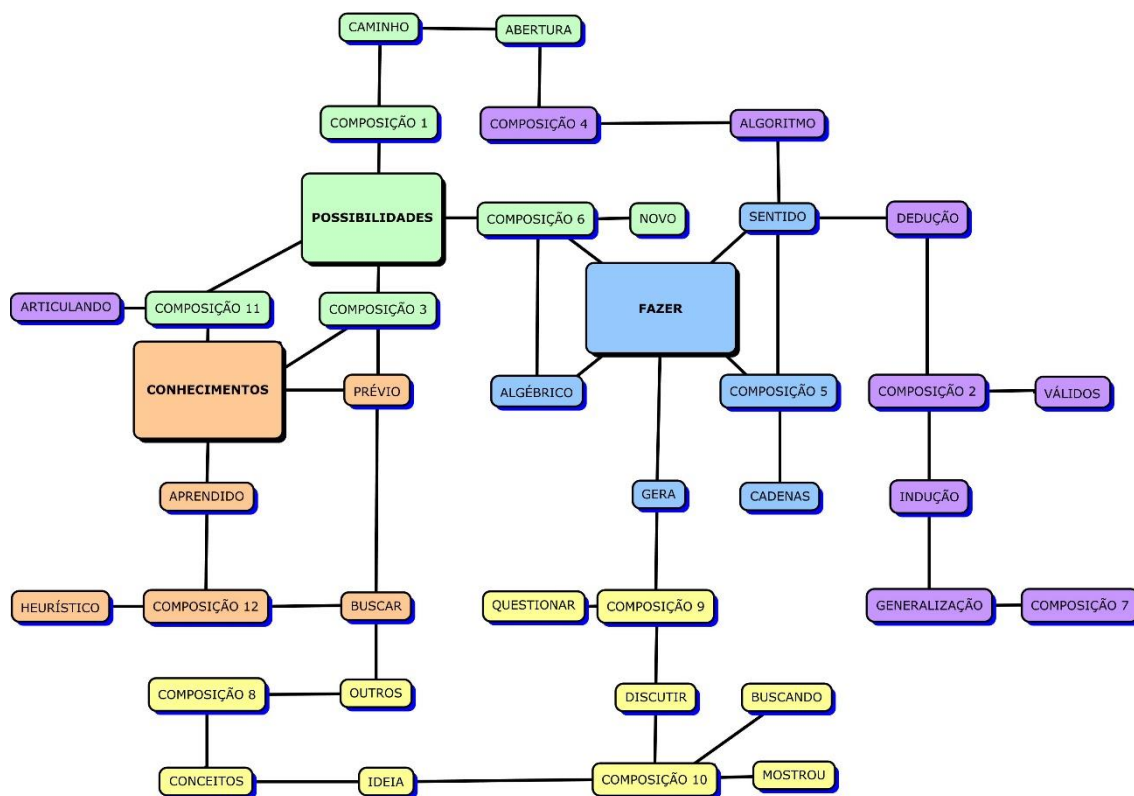 CAMINHO
ABERTURA
COMPOSIÇÃO 1
COMPOSIÇÃO 4
ALGORITMO
POSSIBILIDADES
COMPOSIÇÃO 6
NOVO
SENTIDO
DEDUÇÃO
ARTICULANDO
COMPOSIÇÃO 11
COMPOSIÇÃO 3
FAZER
CONHECIMENTOS
PRÉVIO
ALGÉBRICO
COMPOSIÇÃO 5
COMPOSIÇÃO 2
VÁLIDOS
APRENDIDO
GERA
CADENAS
INDUÇÃO
HEURÍSTICO
COMPOSIÇÃO 12
BUSCAR
QUESTIONAR
COMPOSIÇÃO 9
GENERALIZAÇÃO
COMPOSIÇÃO 7
COMPOSIÇÃO 8
OUTROS
DISCUTIR
BUSCANDO
CONCEITOS
IDEIA
COMPOSIÇÃO 10
MOSTROU